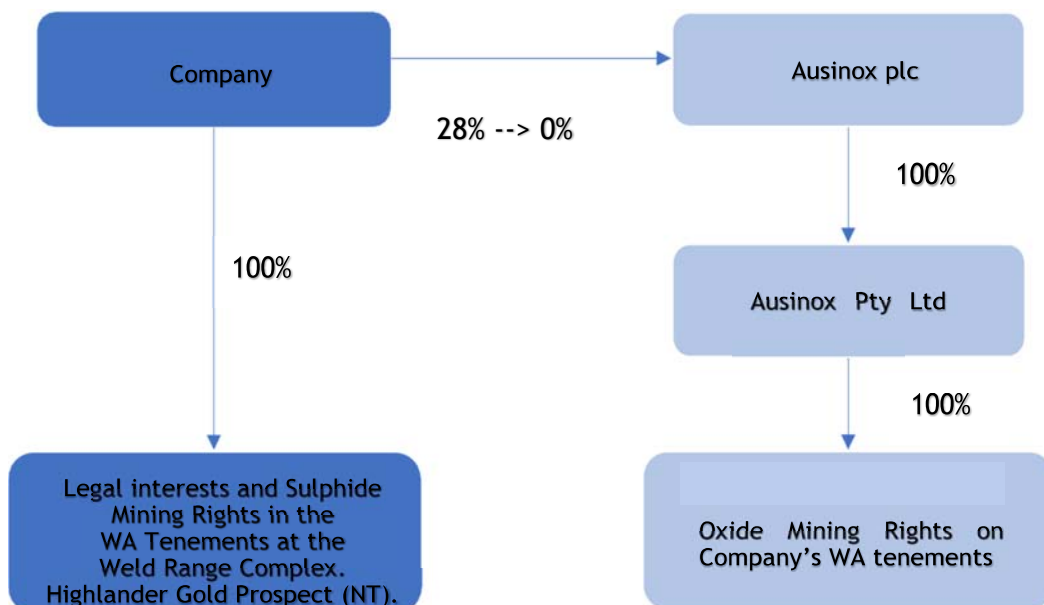 Company
Ausinox plc
28% --> 0%
100%
100%
Ausinox Pty Ltd
100%
Legal interests and Sulphide
Mining Rights in the
WA Tenements at the
Weld Range Complex.
Highlander Gold Prospect (NT).
Oxide Mining Rights on
Company’s WA tenements